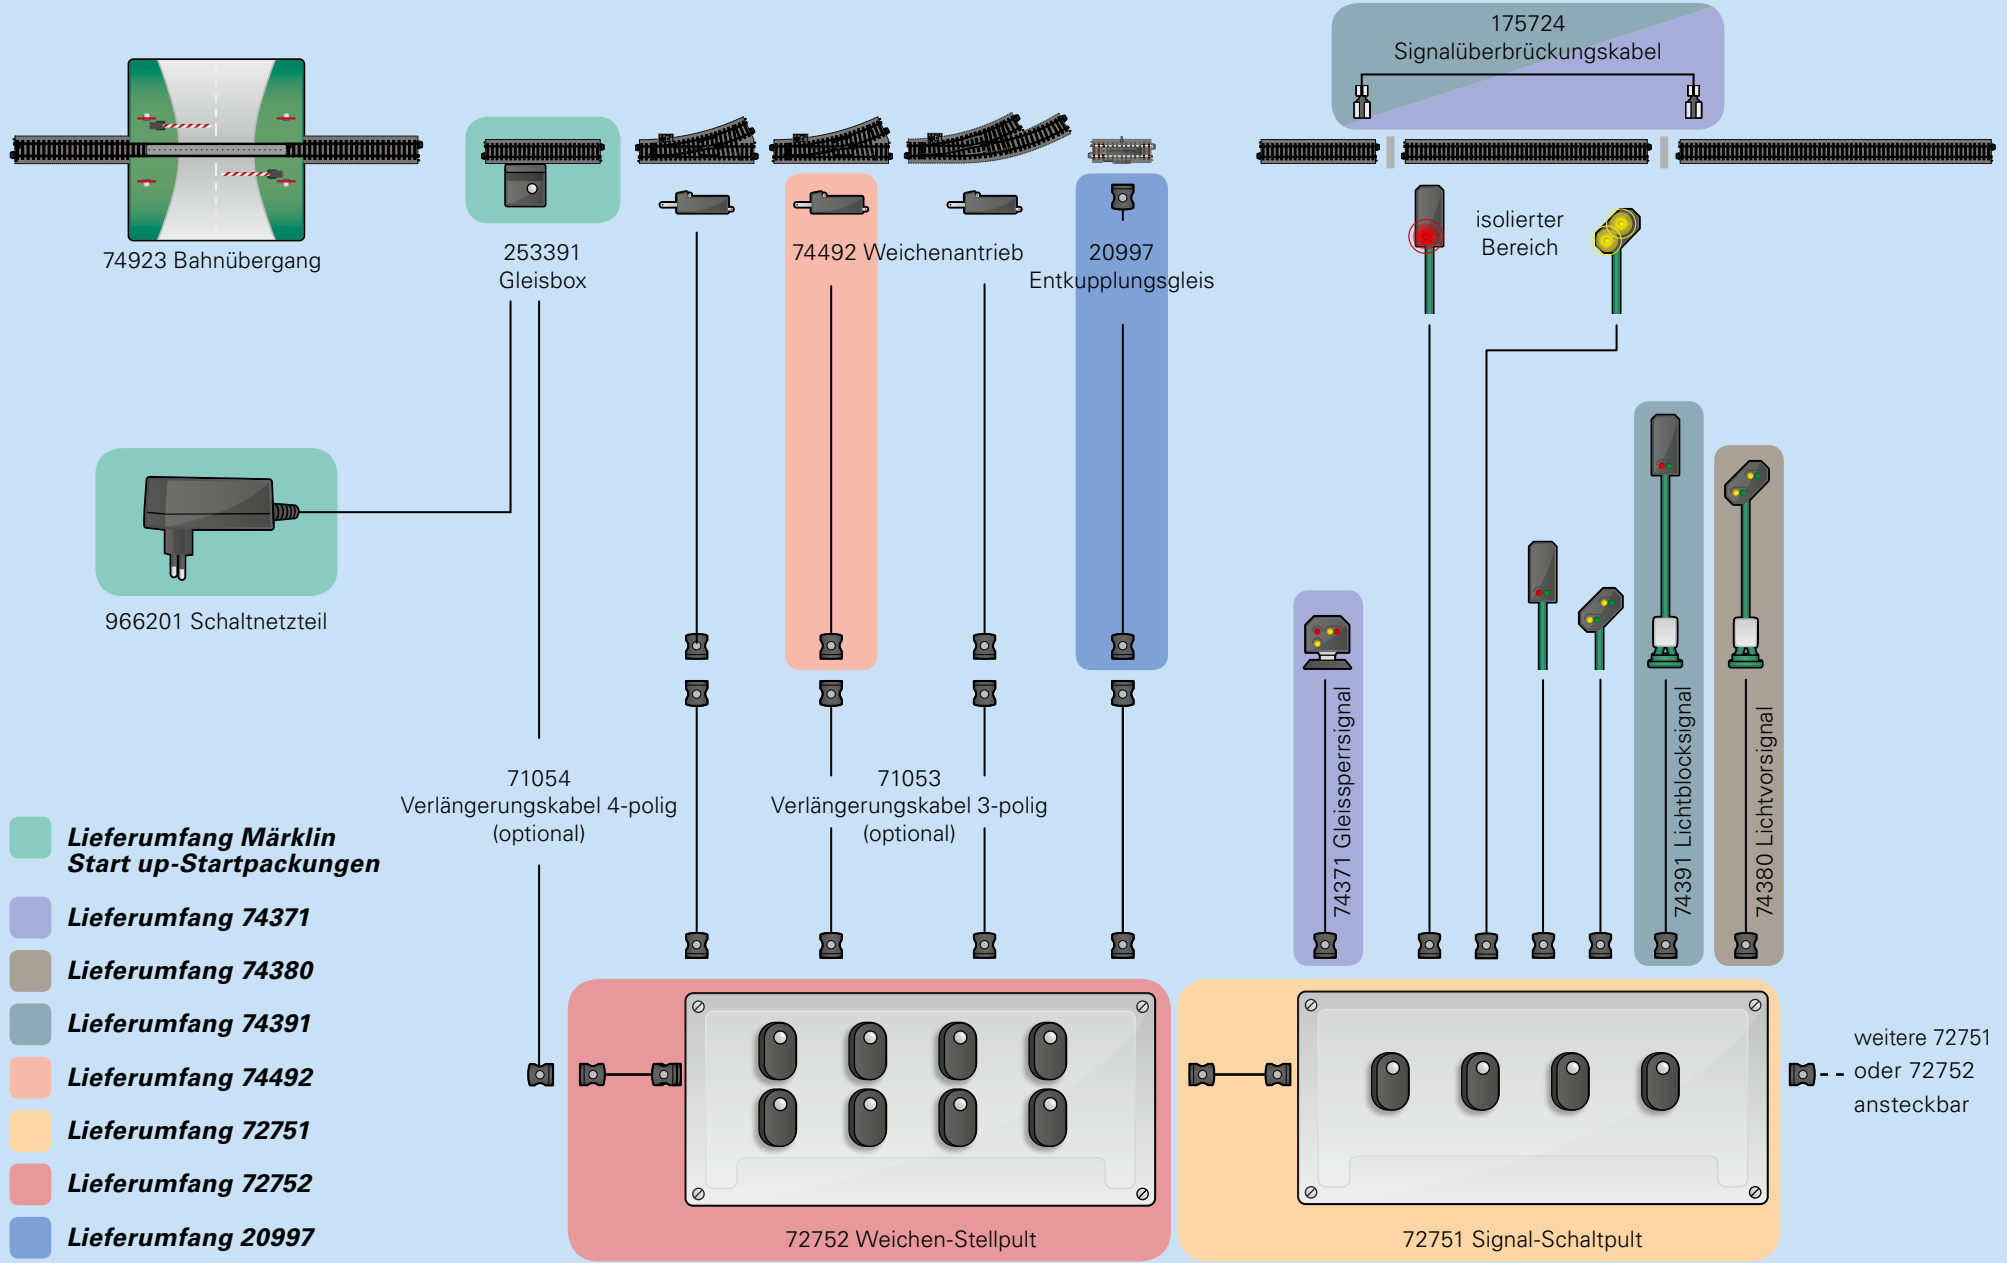 175724
Signalüberbrückungskabel
74923 Bahnübergang
253391
Gleisbox
74492 Weichenantrieb
20997
Entkupplungsgleis
isolierter
Bereich
966201 Schaltnetzteil
71054
Verlängerungskabel 4-polig
(optional)
71053
Verlängerungskabel 3-polig
(optional)
74371 Gleissperrsignal
74391 Lichtblocksignal
74380 Lichtvorsignal
Lieferumfang Märklin
Start up-Startpackungen
Lieferumfang 74371
Lieferumfang 74380
Lieferumfang 74391
Lieferumfang 74492
Lieferumfang 72751
Lieferumfang 72752
Lieferumfang 20997
72752 Weichen-Stellpult
72751 Signal-Schaltpult
weitere 72751
oder 72752
ansteckbar